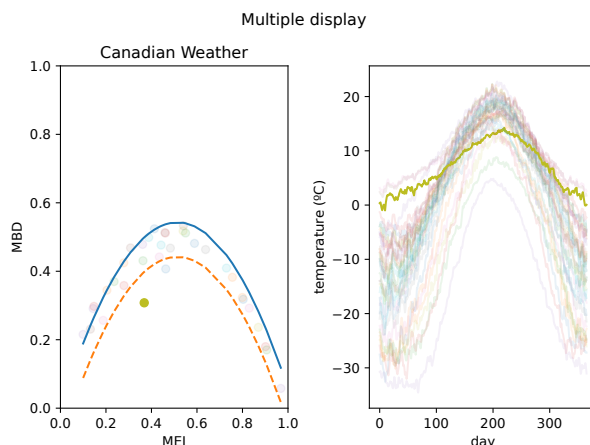 Multiple display
Canadian Weather
MBD
1.0
0.8
0.6
0.4
0.2
0.0
0.0 0.2 0.4 0.6 0.8 1.0
MEI
temperature (ºC)
20
10
0
−10
−20
−30
0 100 200 300
day